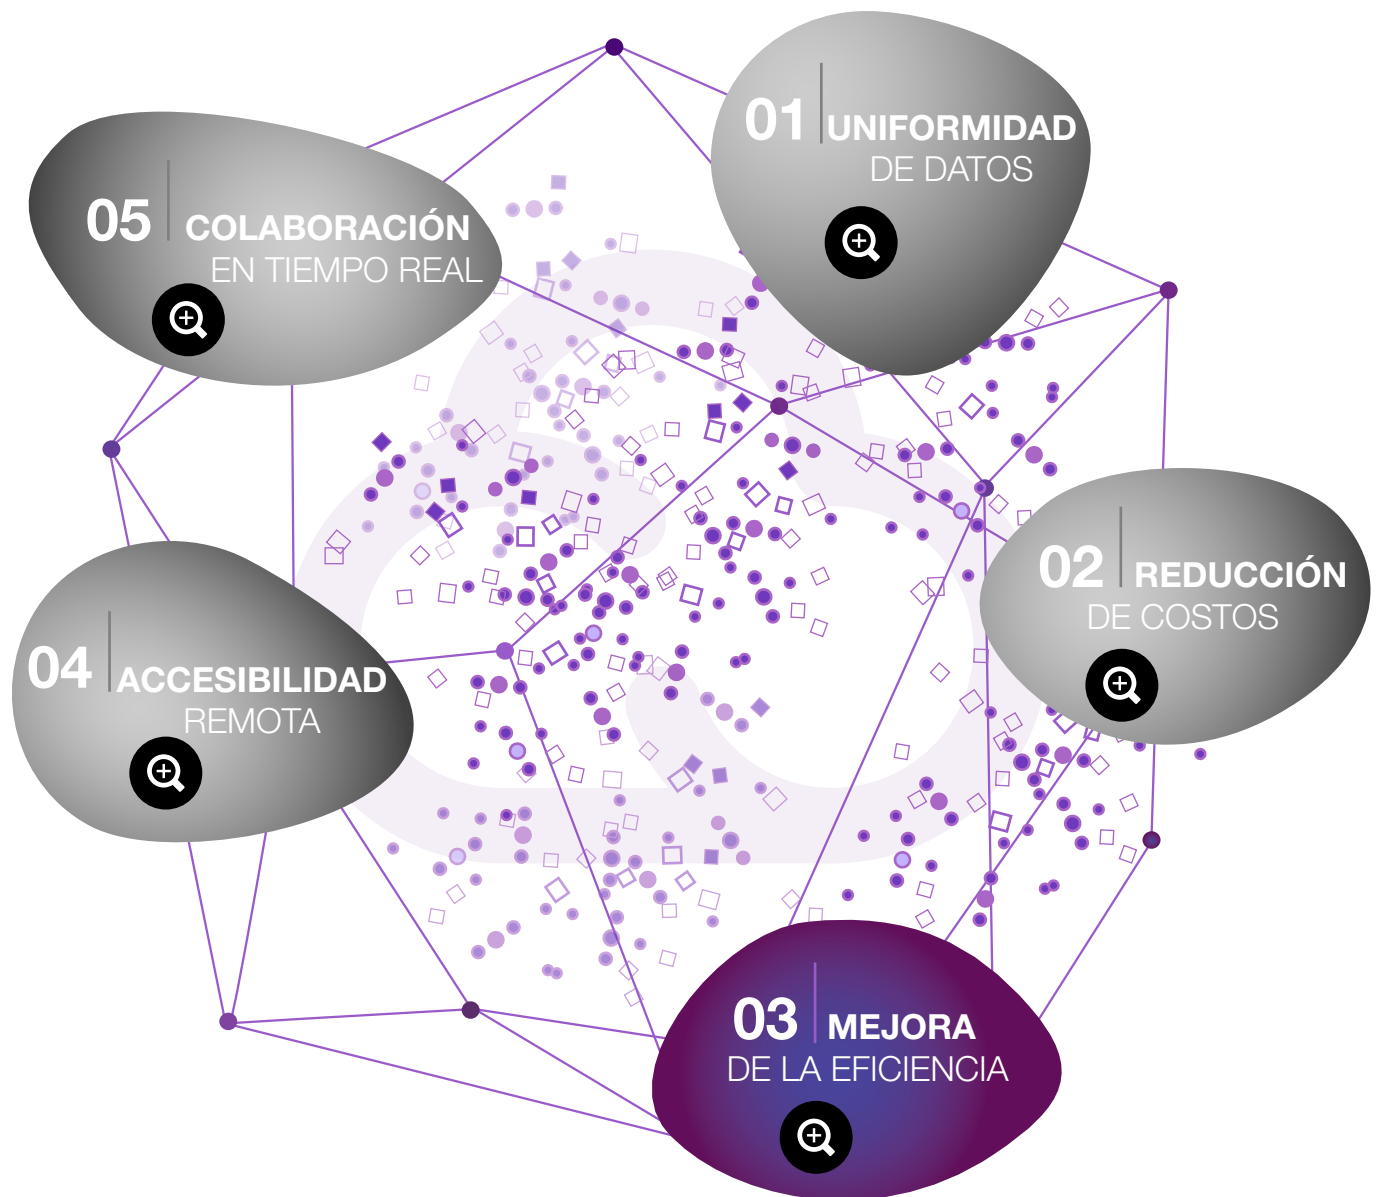 01 UNIFORMIDAD
DE DATOS
02 REDUCCIÓN
DE COSTOS
03 MEJORA
DE LA EFICIENCIA
04 ACCESIBILIDAD
REMOTA
05 COLABORACIÓN
EN TIEMPO REAL